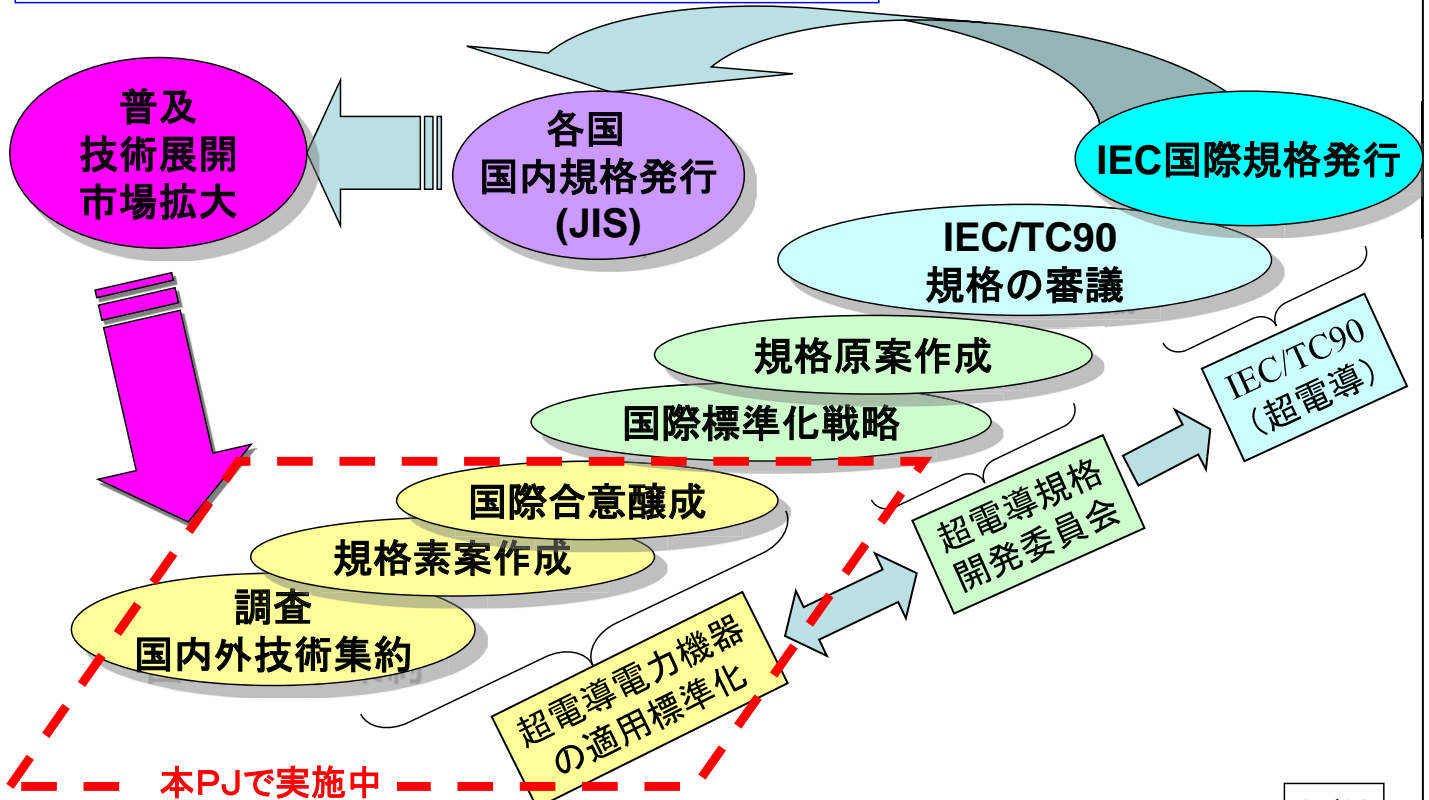 普及
技術展開
市場拡大
各国
国内規格発行
(JIS)
IEC国際規格発行
IEC/TC90
規格の審議
規格原案作成
国際標準化戦略
国際合意醸成
規格素案作成
調査
国内外技術集約
IEC/TC90
(超電導)
超電導規格
開発委員会
超電導電力機器
の適用標準化
本PJで実施中